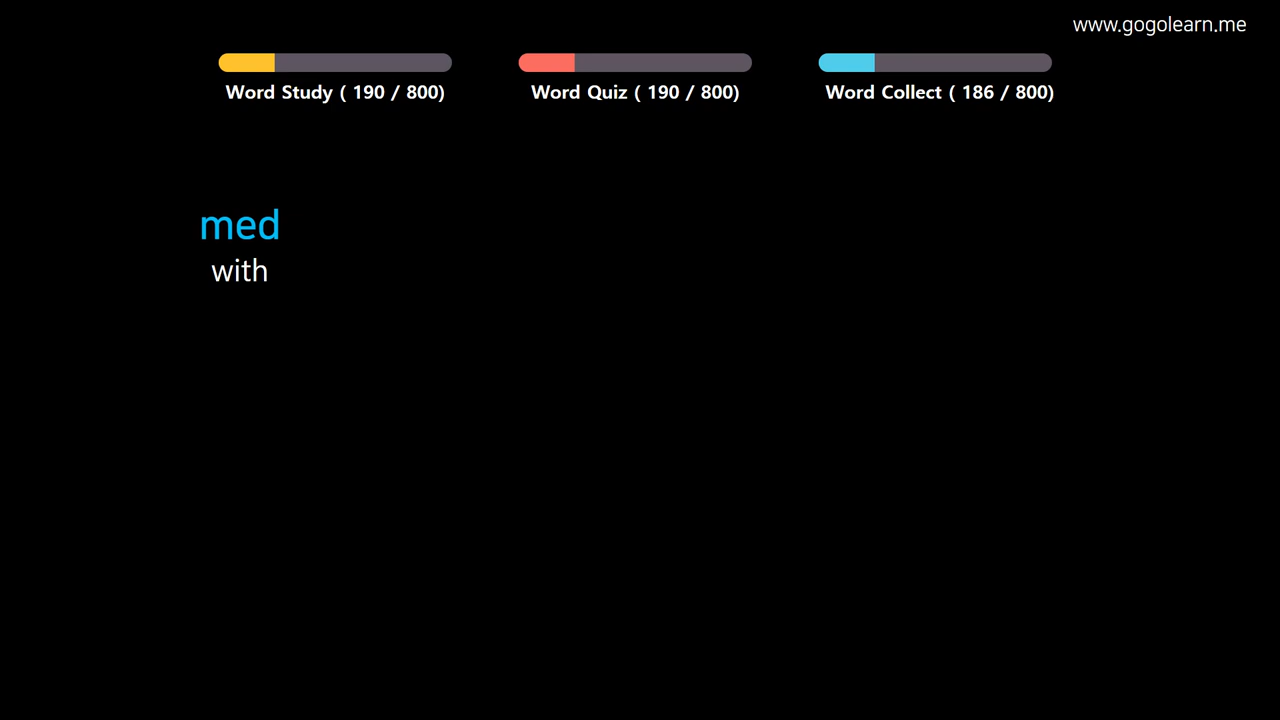 www.gogolearn.me
Word Study ( 190 / 800)
Word Quiz ( 190 / 800)
Word Collect ( 186 / 800)
med
with